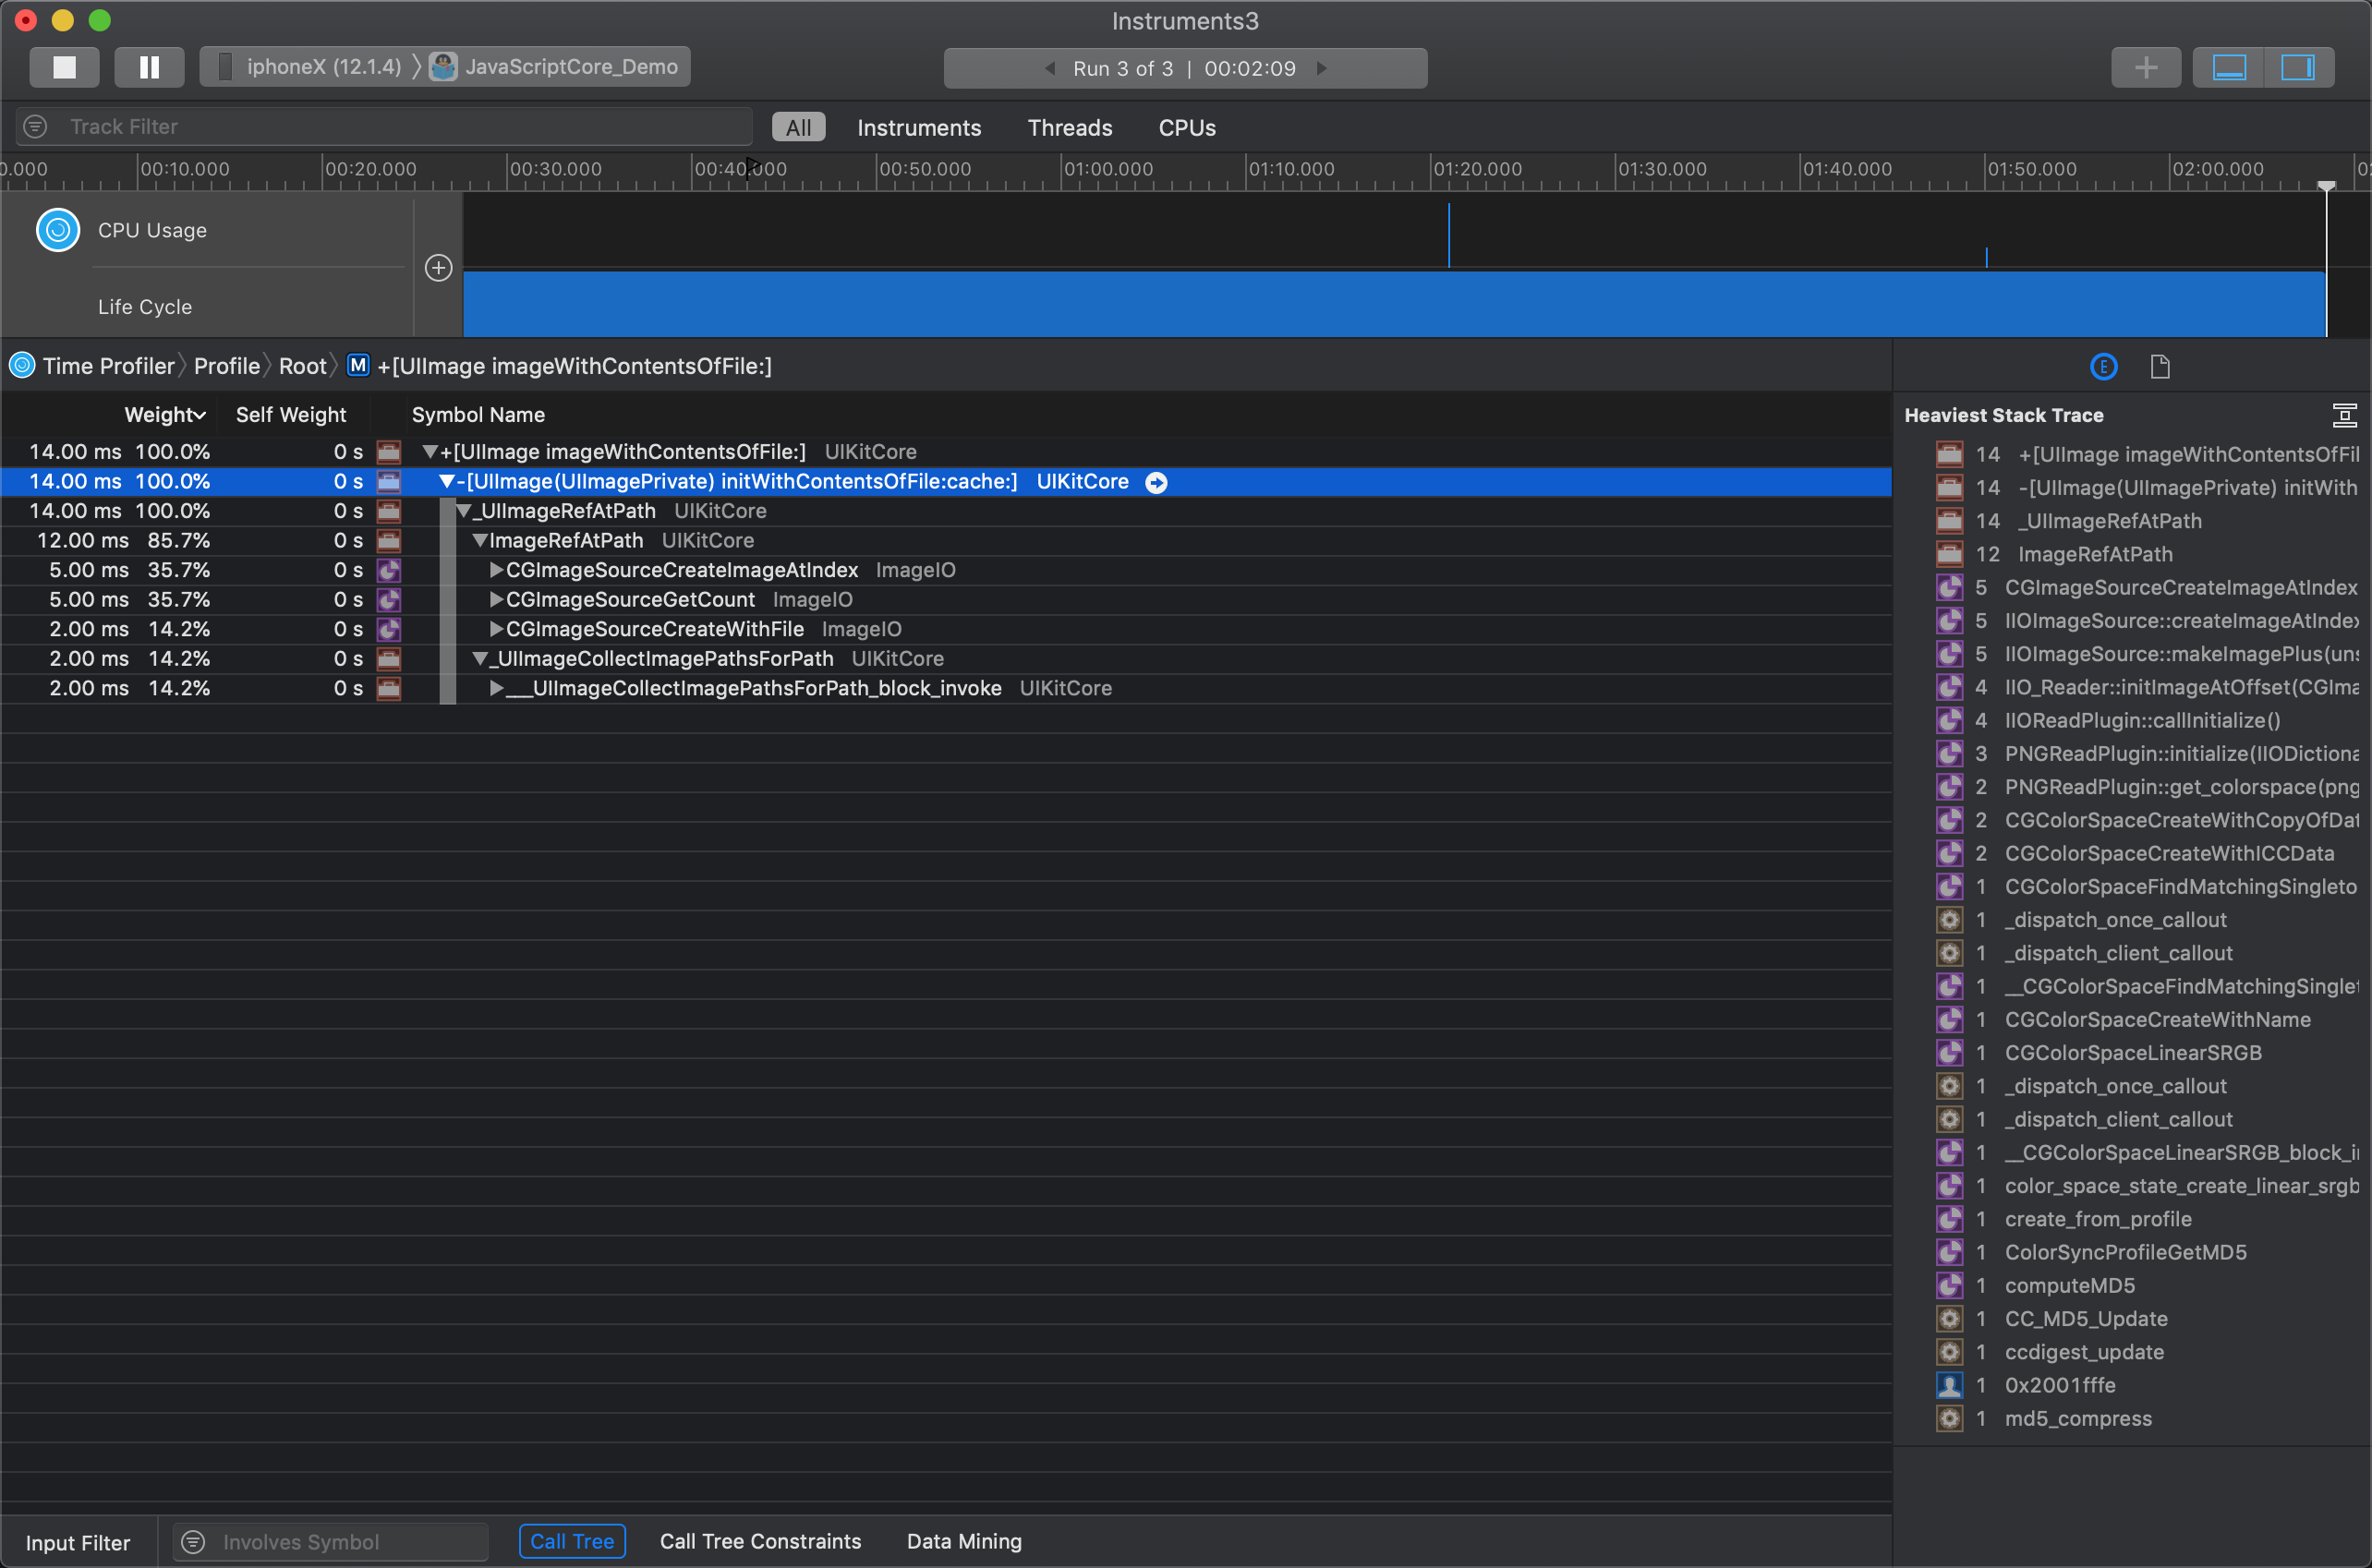 Instruments3
iphoneX (12.1.4) JavaScriptCore_Demo
Run 3 of 3 | 00:02:09
Track Filter
All Instruments Threads CPUs
0.000 00:10.000 00:20.000 00:30.000 00:40.000 00:50.000 01:00.000 01:10.000 01:20.000 01:30.000 01:40.000 01:50.000 02:00.000 02
CPU Usage
Life Cycle
Time Profiler Profile Root M +[UIImage imageWithContentsOfFile:]
Weight Self Weight Symbol Name
14.00 ms 100.0% 0 s +[UIImage imageWithContentsOfFile:] UIKitCore
14.00 ms 100.0% 0 s -[UIImage(UIImagePrivate) initWithContentsOfFile:cache:] UIKitCore
14.00 ms 100.0% 0 s _UIImageRefAtPath UIKitCore
12.00 ms 85.7% 0 s ImageRefAtPath UIKitCore
5.00 ms 35.7% 0 s CGImageSourceCreateImageAtIndex ImageIO
5.00 ms 35.7% 0 s CGImageSourceGetCount ImageIO
2.00 ms 14.2% 0 s CGImageSourceCreateWithFile ImageIO
2.00 ms 14.2% 0 s _UIImageCollectImagePathsForPath UIKitCore
2.00 ms 14.2% 0 s ___UIImageCollectImagePathsForPath_block_invoke UIKitCore
E
Heaviest Stack Trace
14 +[UIImage imageWithContentsOfFil
14 -[UIImage(UIImagePrivate) initWith
14 _UIImageRefAtPath
12 ImageRefAtPath
5 CGImageSourceCreateImageAtIndex
5 IIOImageSource::createImageAtIndex
5 IIOImageSource::makeImagePlus(uns
4 IIO_Reader::initImageAtOffset(CGIma
4 IIOReadPlugin::callInitialize()
3 PNGReadPlugin::initialize(IIODictiona
2 PNGReadPlugin::get_colorspace(png
2 CGColorSpaceCreateWithCopyOfDat
2 CGColorSpaceCreateWithICCData
1 CGColorSpaceFindMatchingSingleto
1 _dispatch_once_callout
1 _dispatch_client_callout
1 __CGColorSpaceFindMatchingSinglet
1 CGColorSpaceCreateWithName
1 CGColorSpaceLinearSRGB
1 _dispatch_once_callout
1 _dispatch_client_callout
1 __CGColorSpaceLinearSRGB_block_i
1 color_space_state_create_linear_srgb
1 create_from_profile
1 ColorSyncProfileGetMD5
1 computeMD5
1 CC_MD5_Update
1 ccdigest_update
1 0x2001fffe
1 md5_compress
Input Filter Involves Symbol Call Tree Call Tree Constraints Data Mining